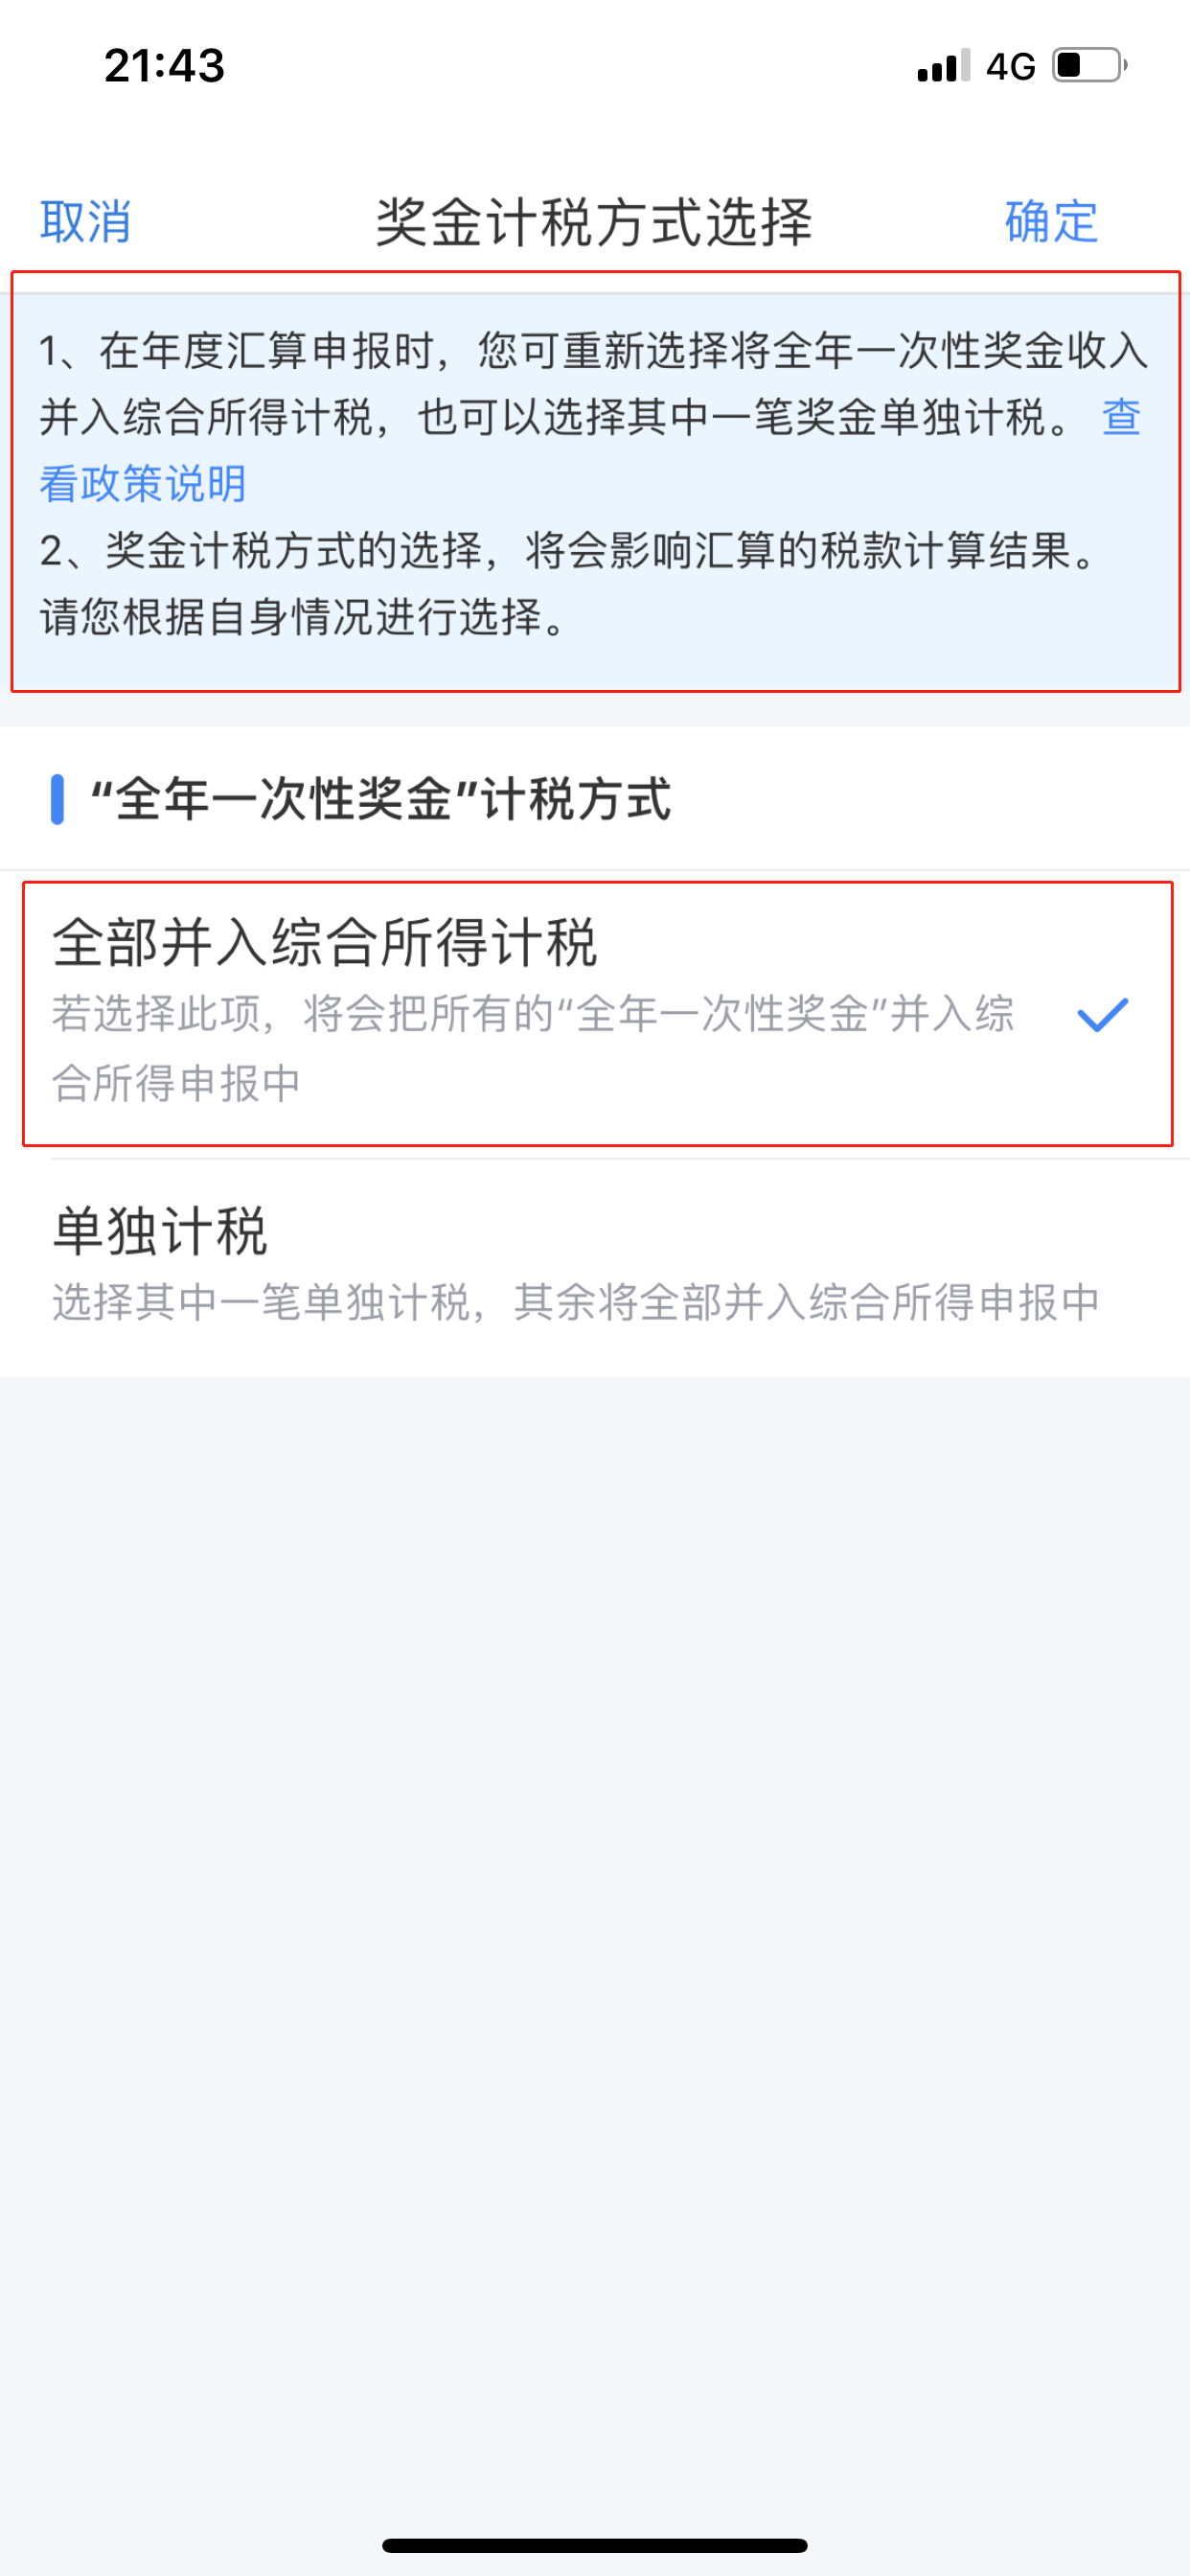 21:43
4G
取消
奖金计税方式选择
确定
1、在年度汇算申报时，您可重新选择将全年一次性奖金收入
并入综合所得计税，也可以选择其中一笔奖金单独计税。 查
看政策说明
2、奖金计税方式的选择，将会影响汇算的税款计算结果。
请您根据自身情况进行选择。
“全年一次性奖金”计税方式
全部并入综合所得计税
若选择此项，将会把所有的“全年一次性奖金”并入综
合所得申报中
单独计税
选择其中一笔单独计税，其余将全部并入综合所得申报中